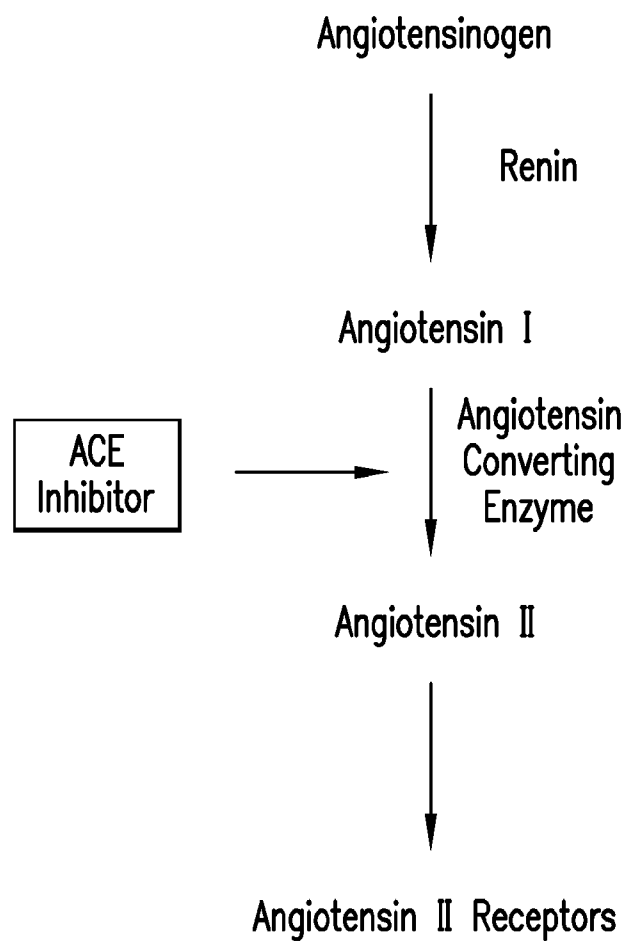 Angiotensinogen
Renin
Angiotensin I
ACE
Inhibitor
Angiotensin
Converting
Enzyme
Angiotensin II
Angiotensin II Receptors